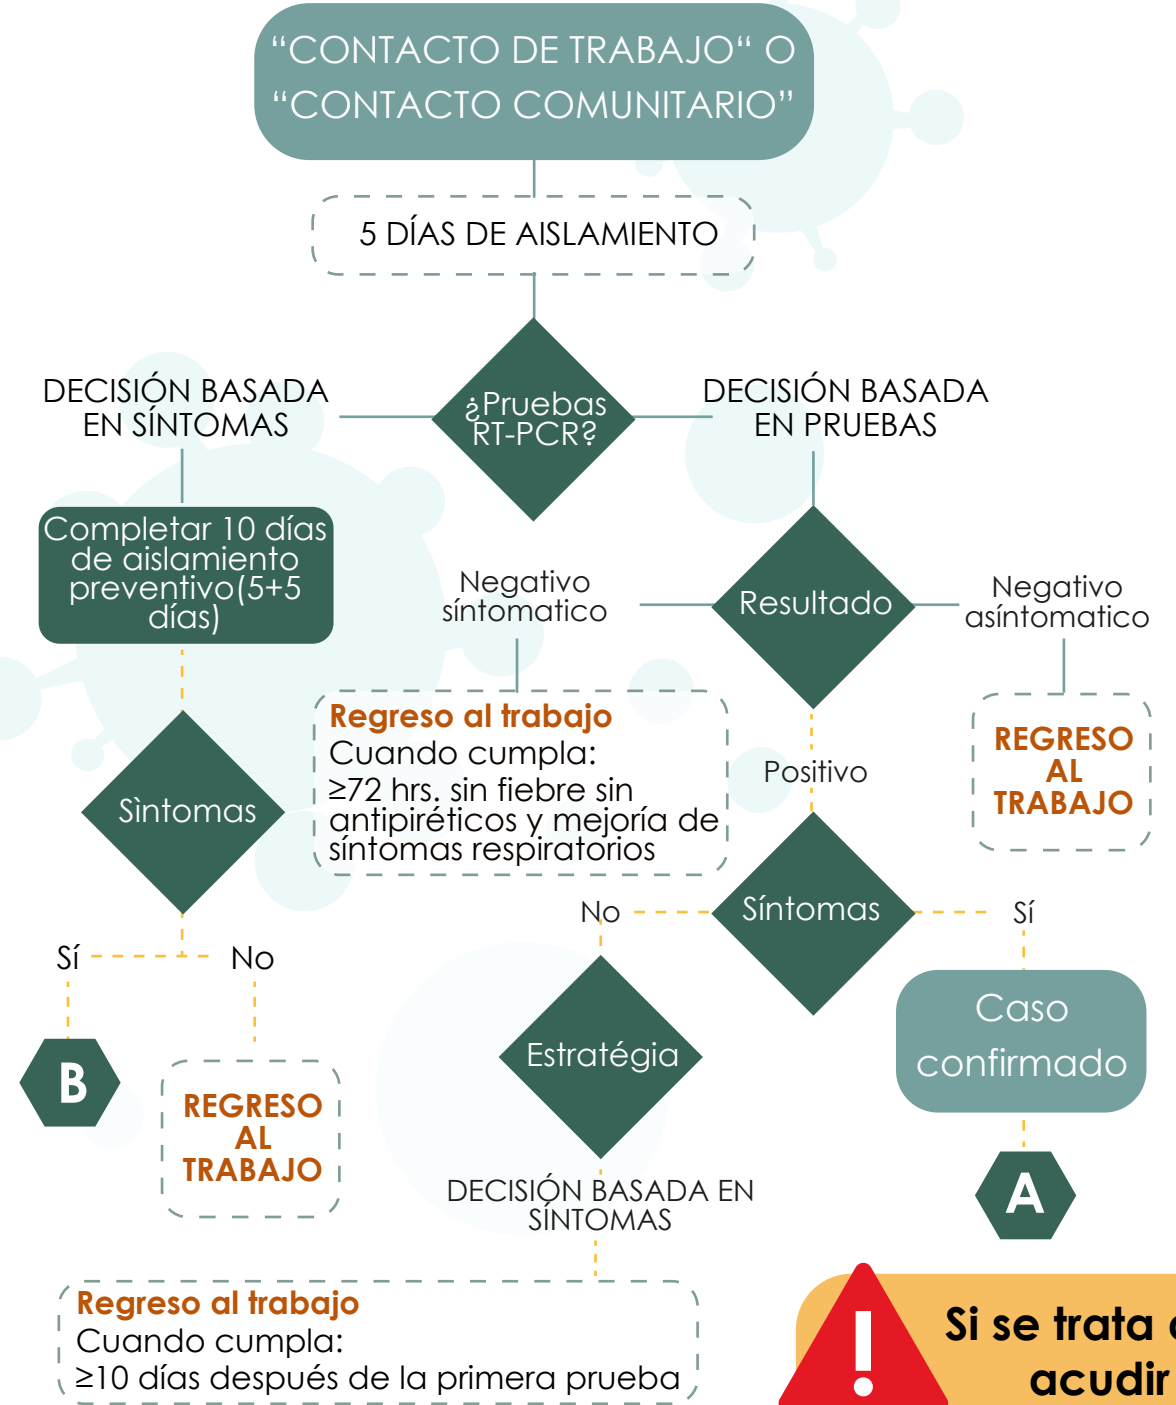 “CONTACTO DE TRABAJO“ O
“CONTACTO COMUNITARIO”
5 DÍAS DE AISLAMIENTO
¿Pruebas
RT-PCR?
DECISIÓN BASADA
EN SÍNTOMAS
DECISIÓN BASADA
EN PRUEBAS
Completar 10 días
de aislamiento
preventivo(5+5
días)
Negativo
síntomatico
Resultado
Negativo
asíntomatico
Regreso al trabajo
Cuando cumpla:
≥72 hrs. sin fiebre sin
antipiréticos y mejoría de
síntomas respiratorios
REGRESO
AL
TRABAJO
Positivo
Sìntomas
Síntomas
No
Sí
Sí
No
Caso
confirmado
Estratégia
B
REGRESO
AL
TRABAJO
A
DECISIÓN BASADA EN
SÍNTOMAS
Regreso al trabajo
Cuando cumpla:
≥10 días después de la primera prueba
!
Si se trata
acudir